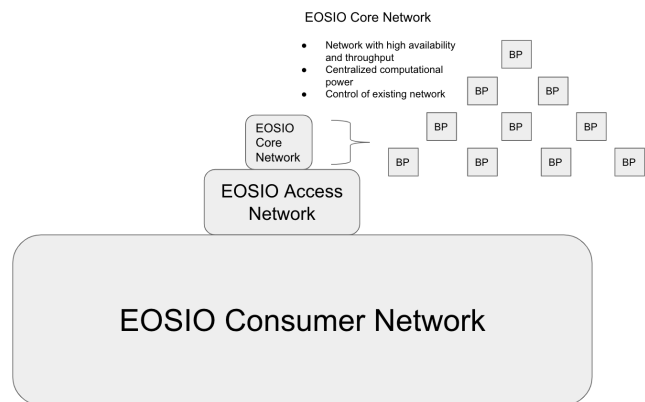 EOSIO Core Network
● Network with high availability
and throughput
● Centralized computational
power
● Control of existing network
BP
BP BP
BP BP BP
BP BP BP BP
EOSIO
Core
Network
EOSIO Access
Network
EOSIO Consumer Network